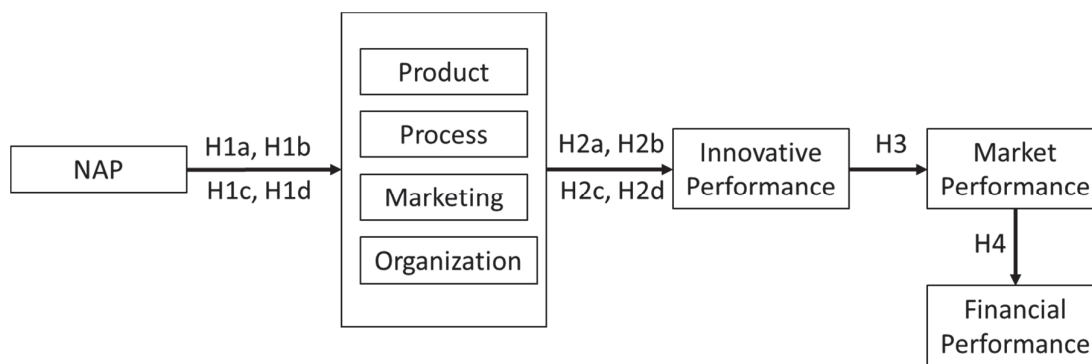 NAP
H1a, H1b
H1c, H1d
Product
Process
Marketing
Organization
H2a, H2b
H2c, H2d
Innovative
Performance
H3
Market
Performance
H4
Financial
Performance